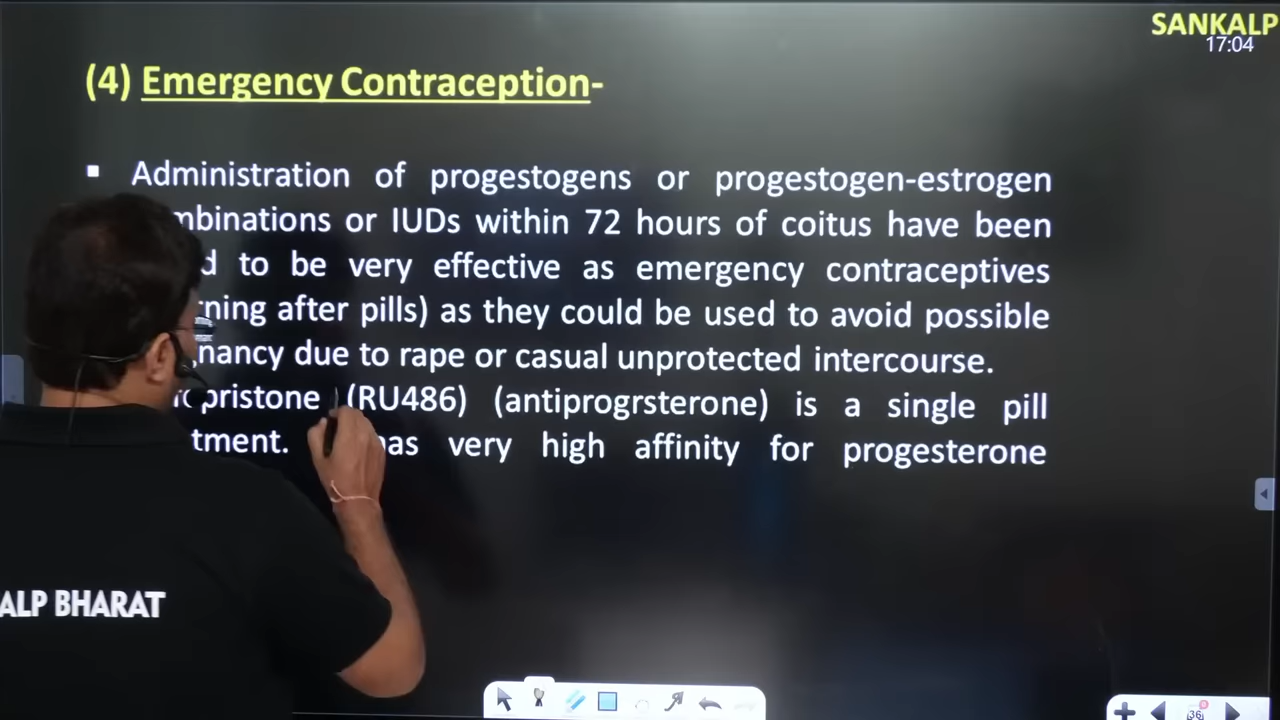 SANKALP
17:04
(4) Emergency Contraception-
▪ Administration of progestogens or progestogen-estrogen
mbinations or IUDs within 72 hours of coitus have been
d to be very effective as emergency contraceptives
rning after pills) as they could be used to avoid possible
nancy due to rape or casual unprotected intercourse.
pristone (RU486) (antiprogrsterone) is a single pill
tment. has very high affinity for progesterone
ALP BHARAT
36